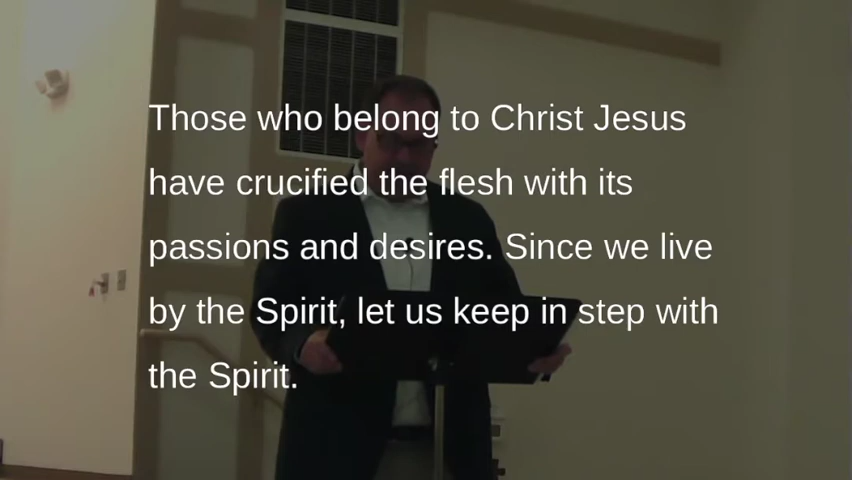 Those who belong to Christ Jesus
have crucified the flesh with its
passions and desires. Since we live
by the Spirit, let us keep in step with
the Spirit.